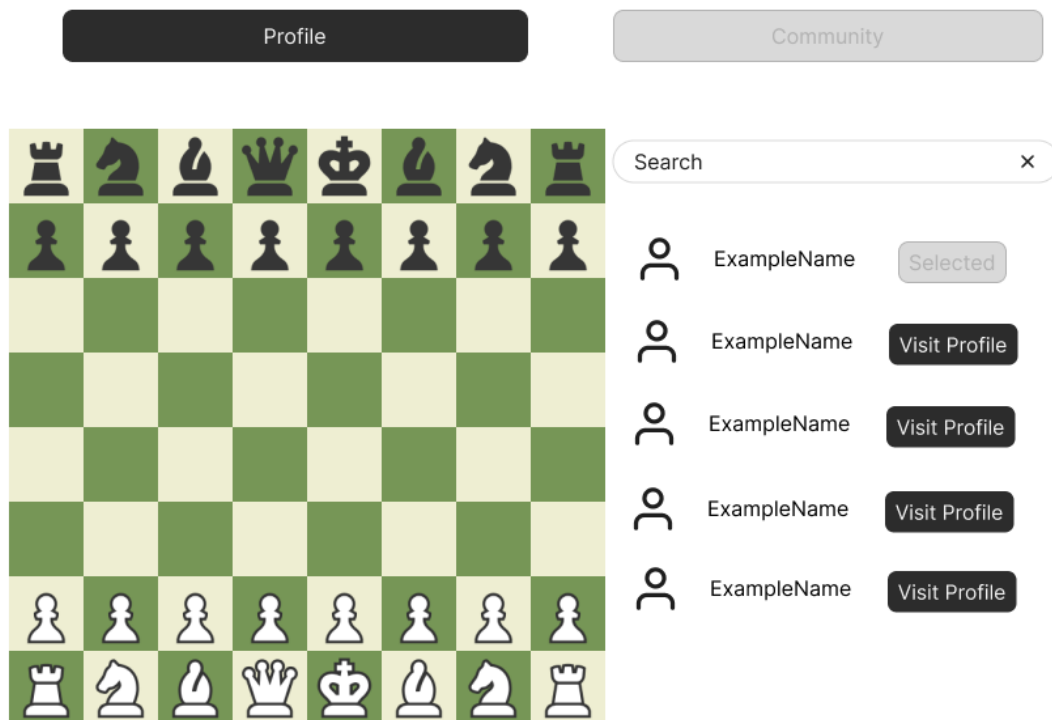 Profile
Community
Search
ExampleName
Selected
ExampleName
Visit Profile
ExampleName
Visit Profile
ExampleName
Visit Profile
ExampleName
Visit Profile